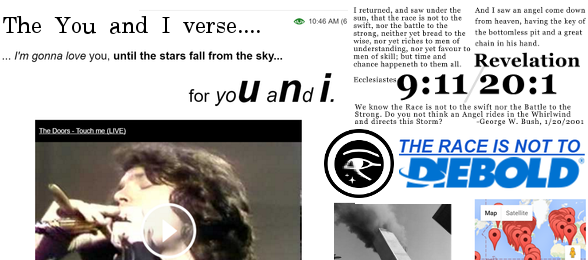 The You and I verse....
10:46 AM (6
... I'm gonna love you, until the stars fall from the sky...
for you and i.
The Doors - Touch me (LIVE)
I returned, and saw under the
sun, that the race is not to the
swift, nor the battle to the
strong, neither yet bread to the
wise, nor yet riches to men of
understanding, nor yet favour to
men of skill; but time and
chance happeneth to them all.
Ecclesiastes 9:11
And I saw an angel come down
from heaven, having the key of
the bottomless pit and a great
chain in his hand.
Revelation
20:1
We know the Race is not to the swift nor the Battle to the
Strong. Do you not think an Angel rides in the Whirlwind
and directs this Storm? -George W. Bush, 1/20/2001
THE RACE IS NOT TO
DIEBOLD
Map Satellite